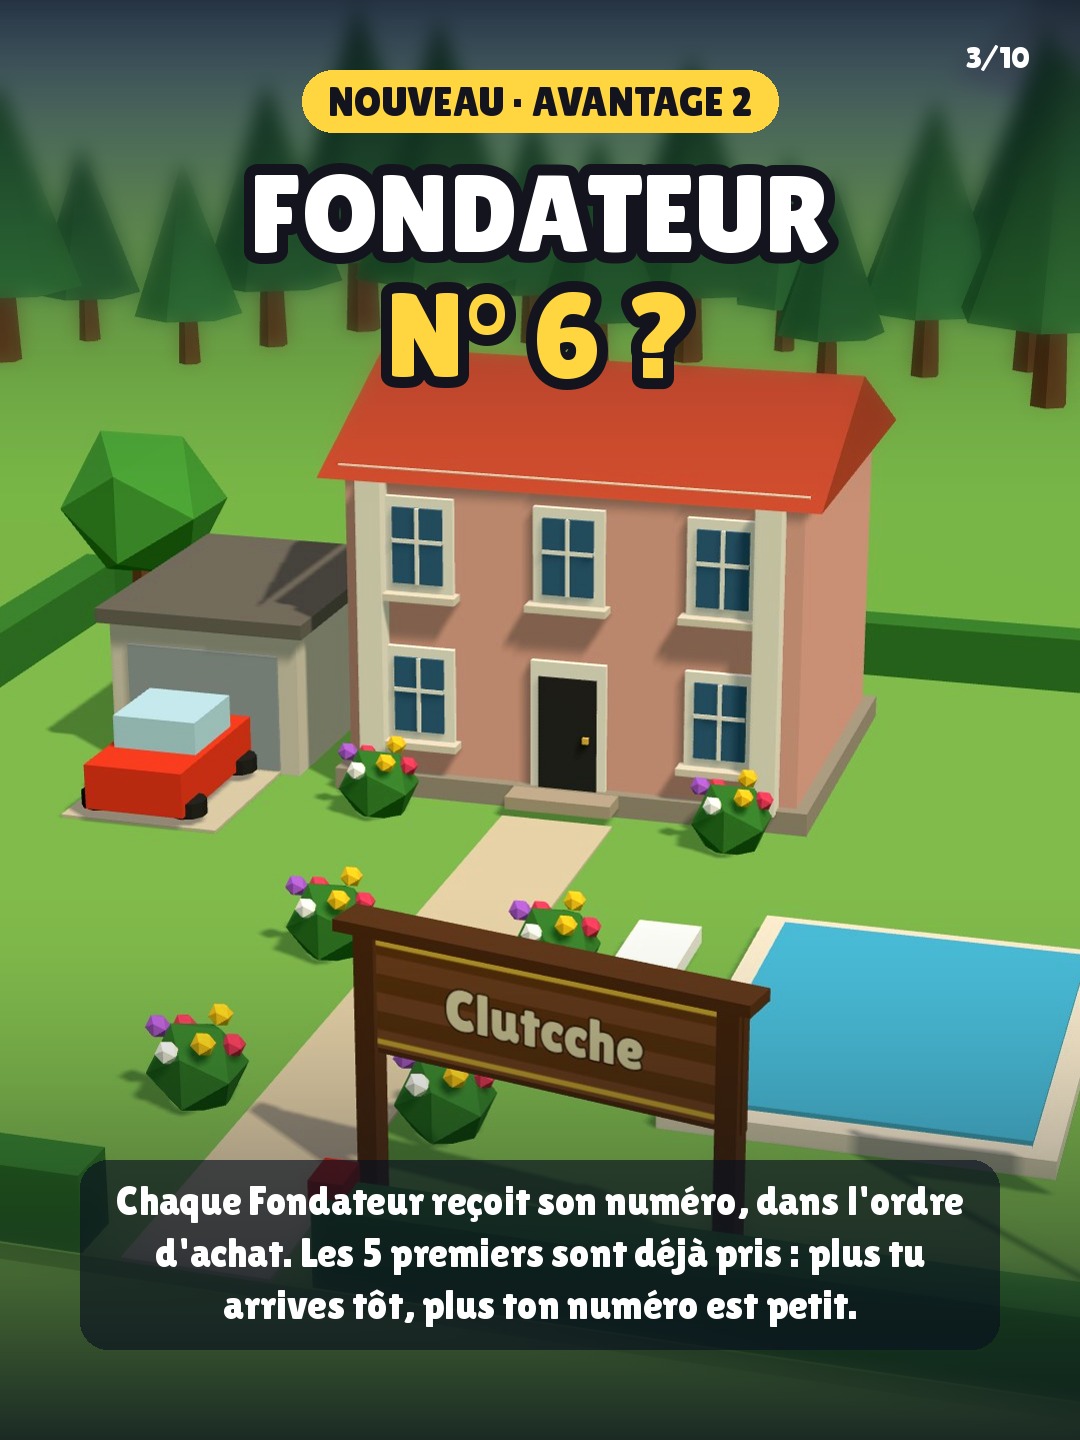 3/10
NOUVEAU · AVANTAGE 2
FONDATEUR
N° 6 ?
Clutcche
Chaque Fondateur reçoit son numéro, dans l'ordre
d'achat. Les 5 premiers sont déjà pris : plus tu
arrives tôt, plus ton numéro est petit.